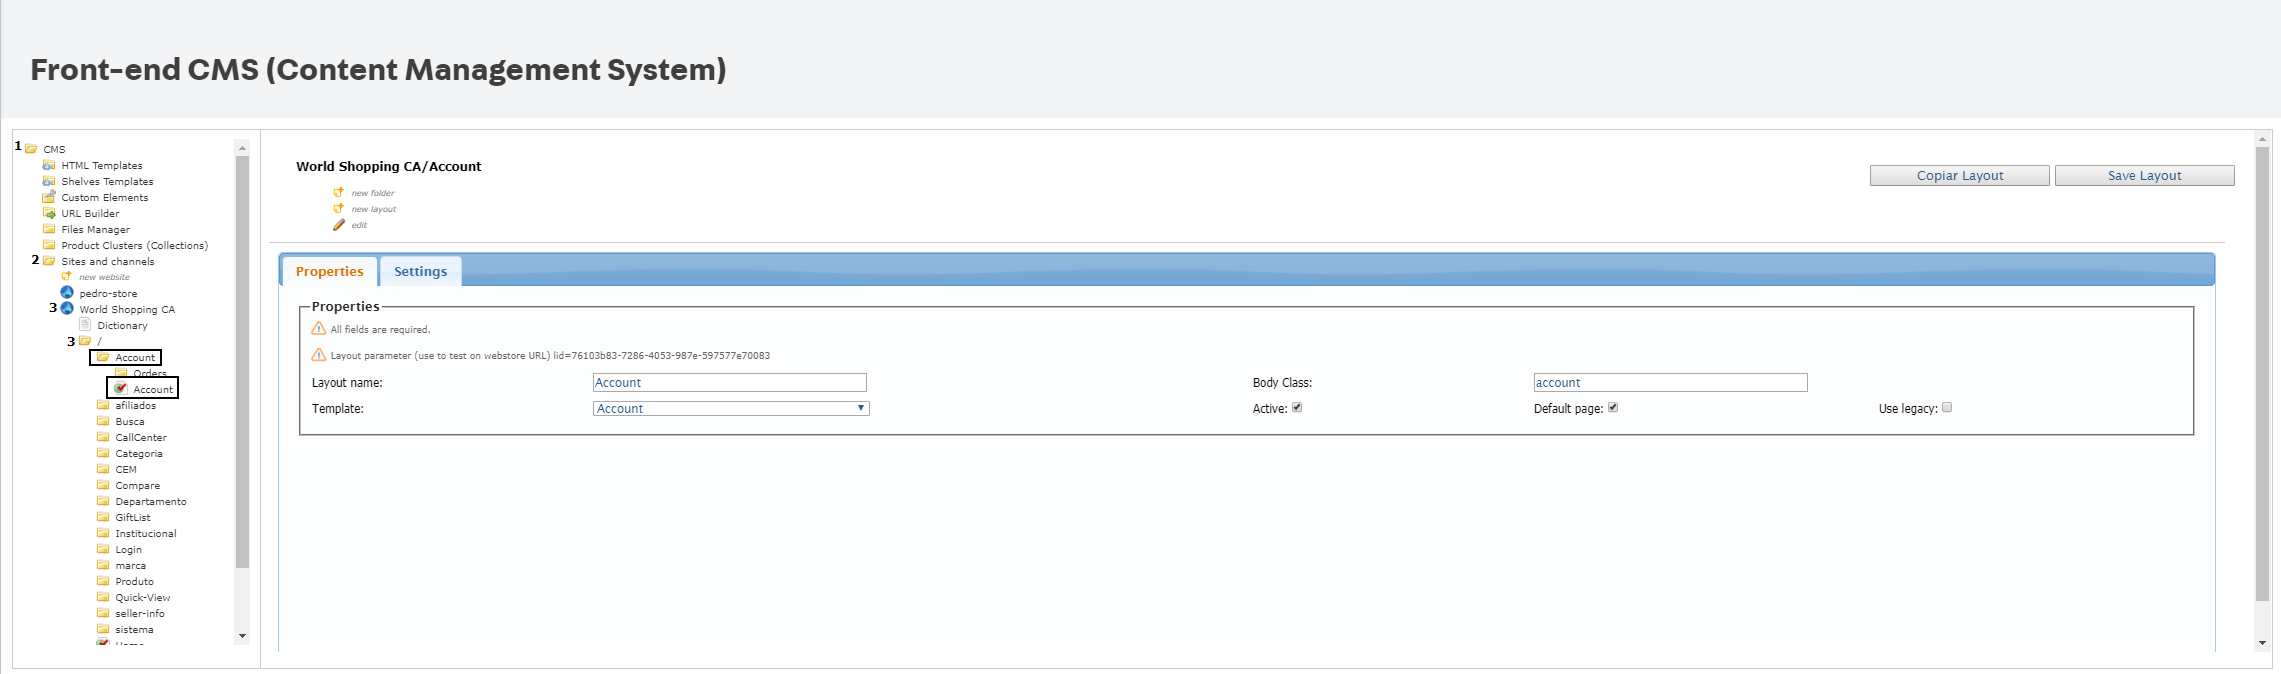 Front-end CMS (Content Management System)
1 CMS
HTML Templates
Shelves Templates
Custom Elements
URL Builder
Files Manager
Product Clusters (Collections)
2 Sites and channels
new website
pedro-store
3 World Shopping CA
Dictionary
3 /
Account
Orders
Account
afiliados
Busca
CallCenter
Categoria
CEM
Compare
Departamento
GiftList
Institucional
Login
marca
Produto
Quick-View
seller-info
sistema
World Shopping CA/Account
new folder
new layout
edit
Copiar Layout Save Layout
Properties Settings
Properties
All fields are required.
Layout parameter (use to test on webstore URL) lid=76103b83-7286-4053-987e-597577e70083
Layout name: Account Body Class: account
Template: Account Active: Default page: Use legacy: